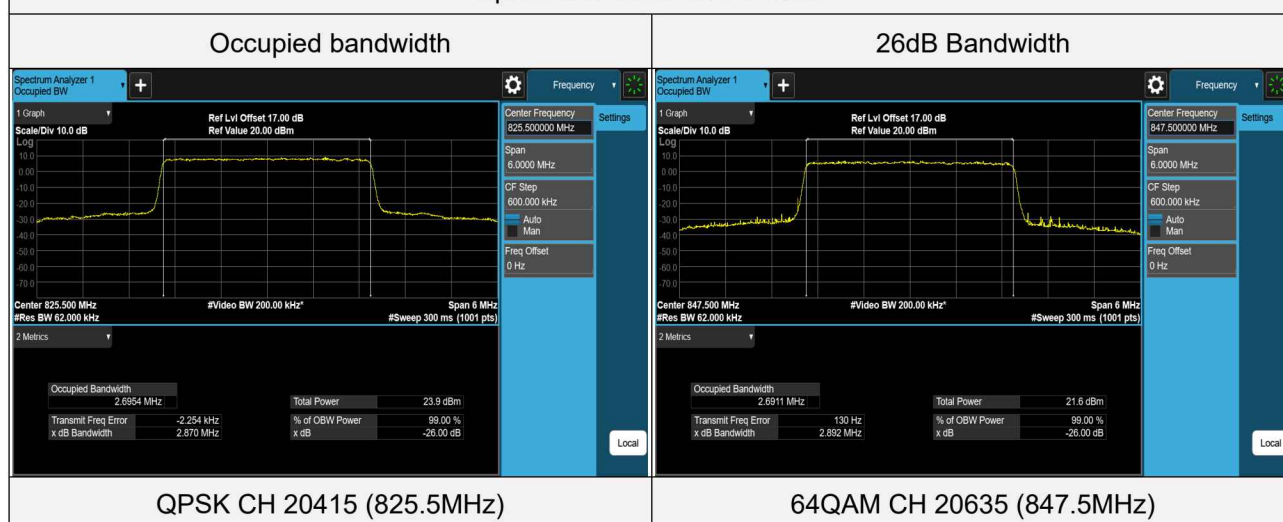 Occupied bandwidth
26dB Bandwidth
Spectrum Analyzer 1
Occupied BW
+
Frequency
1 Graph
Scale/Div 10.0 dB
Ref Lvl Offset 17.00 dB
Ref Value 20.00 dBm
Log
10.0
0.00
-10.0
-20.0
-30.0
-40.0
-50.0
-60.0
-70.0
Center 825.500 MHz
#Res BW 62.000 kHz
#Video BW 200.00 kHz*
Span 6 MHz
#Sweep 300 ms (1001 pts)
Center Frequency
825.500000 MHz
Settings
Span
6.0000 MHz
CF Step
600.000 kHz
Auto
Man
Freq Offset
0 Hz
Local
2 Metrics
Occupied Bandwidth
2.6954 MHz
Total Power 23.9 dBm
Transmit Freq Error -2.254 kHz
% of OBW Power 99.00 %
x dB Bandwidth 2.870 MHz
x dB -26.00 dB
Spectrum Analyzer 1
Occupied BW
+
Frequency
1 Graph
Scale/Div 10.0 dB
Ref Lvl Offset 17.00 dB
Ref Value 20.00 dBm
Log
10.0
0.00
-10.0
-20.0
-30.0
-40.0
-50.0
-60.0
-70.0
Center 847.500 MHz
#Res BW 62.000 kHz
#Video BW 200.00 kHz*
Span 6 MHz
#Sweep 300 ms (1001 pts)
Center Frequency
847.500000 MHz
Settings
Span
6.0000 MHz
CF Step
600.000 kHz
Auto
Man
Freq Offset
0 Hz
Local
2 Metrics
Occupied Bandwidth
2.6911 MHz
Total Power 21.6 dBm
Transmit Freq Error 130 Hz
% of OBW Power 99.00 %
x dB Bandwidth 2.892 MHz
x dB -26.00 dB
QPSK CH 20415 (825.5MHz)
64QAM CH 20635 (847.5MHz)